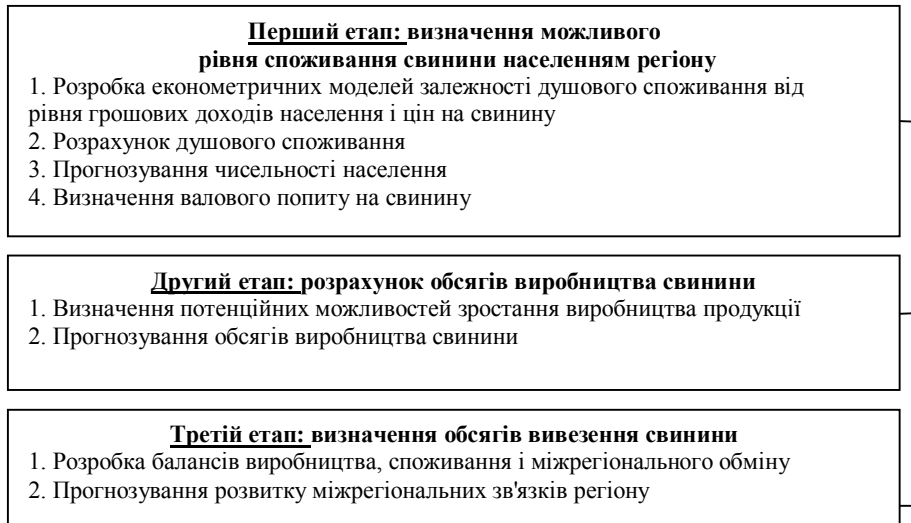 Перший етап: визначення можливого
рівня споживання свинини населенням регіону
1. Розробка економетричних моделей залежності душового споживання від
рівня грошових доходів населення і цін на свинину
2. Розрахунок душового споживання
3. Прогнозування чисельності населення
4. Визначення валового попиту на свинину
Другий етап: розрахунок обсягів виробництва свинини
1. Визначення потенційних можливостей зростання виробництва продукції
2. Прогнозування обсягів виробництва свинини
Третій етап: визначення обсягів вивезення свинини
1. Розробка балансів виробництва, споживання і міжрегіонального обміну
2. Прогнозування розвитку міжрегіональних зв'язків регіону